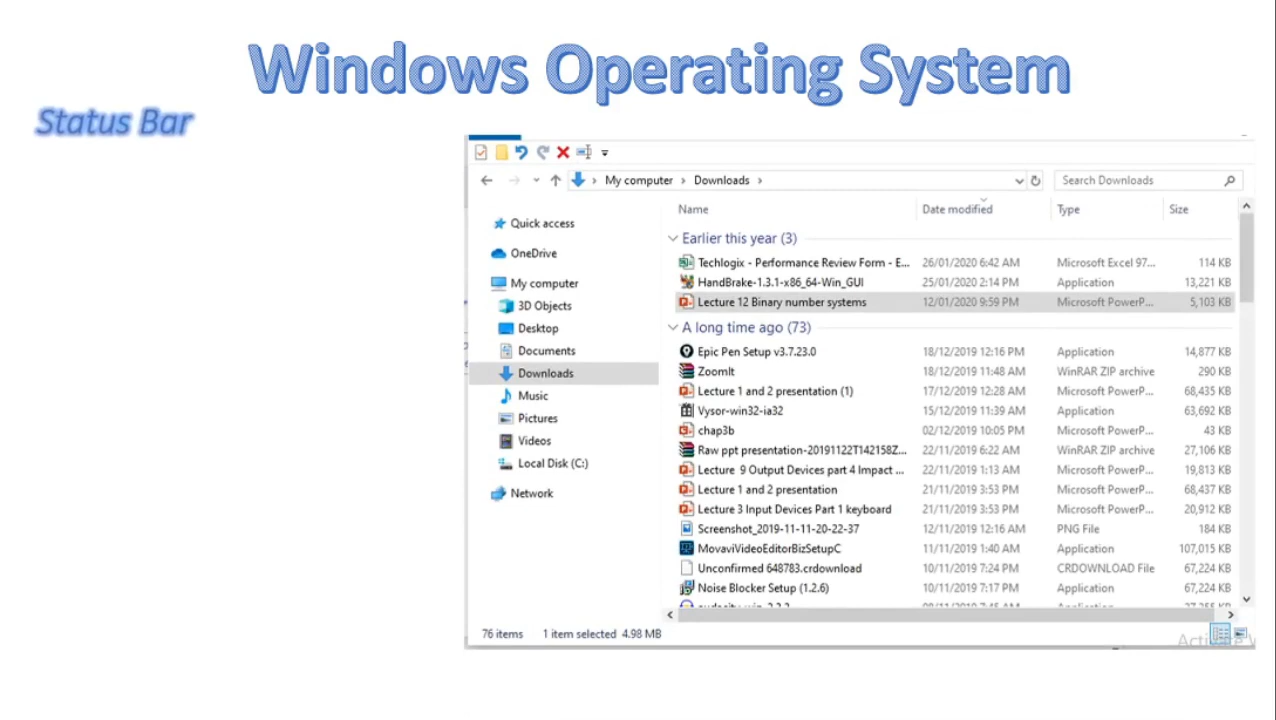 Windows Operating System
Status Bar
My computer > Downloads >
Search Downloads
Quick access
OneDrive
My computer
3D Objects
Desktop
Documents
Downloads
Music
Pictures
Videos
Local Disk (C:)
Network
Name Date modified Type Size
Earlier this year (3)
Techlogix - Performance Review Form - E... 26/01/2020 6:42 AM Microsoft Excel 97... 114 KB
HandBrake-1.3.1-x86_64-Win_GUI 25/01/2020 2:14 PM Application 13,221 KB
Lecture 12 Binary number systems 12/01/2020 9:59 PM Microsoft PowerP... 5,103 KB
A long time ago (73)
Epic Pen Setup v3.7.23.0 18/12/2019 12:16 PM Application 14,877 KB
ZoomIt 18/12/2019 11:48 AM WinRAR ZIP archive 290 KB
Lecture 1 and 2 presentation (1) 17/12/2019 12:28 AM Microsoft PowerP... 68,435 KB
Vysor-win32-ia32 15/12/2019 11:39 AM Application 63,692 KB
chap3b 02/12/2019 10:05 PM Microsoft PowerP... 43 KB
Raw ppt presentation-20191122T142158Z... 22/11/2019 6:22 AM WinRAR ZIP archive 27,106 KB
Lecture 9 Output Devices part 4 Impact ... 22/11/2019 1:13 AM Microsoft PowerP... 19,813 KB
Lecture 1 and 2 presentation 21/11/2019 3:53 PM Microsoft PowerP... 68,437 KB
Lecture 3 Input Devices Part 1 keyboard 21/11/2019 3:53 PM Microsoft PowerP... 20,912 KB
Screenshot_2019-11-11-20-22-37 12/11/2019 12:16 AM PNG File 184 KB
MovaviVideoEditorBizSetupC 11/11/2019 1:40 AM Application 107,015 KB
Unconfirmed 648783.crdownload 10/11/2019 7:24 PM CRDOWNLOAD File 67,224 KB
Noise Blocker Setup (1.2.6) 10/11/2019 7:17 PM Application 67,224 KB
76 items 1 item selected 4.98 MB